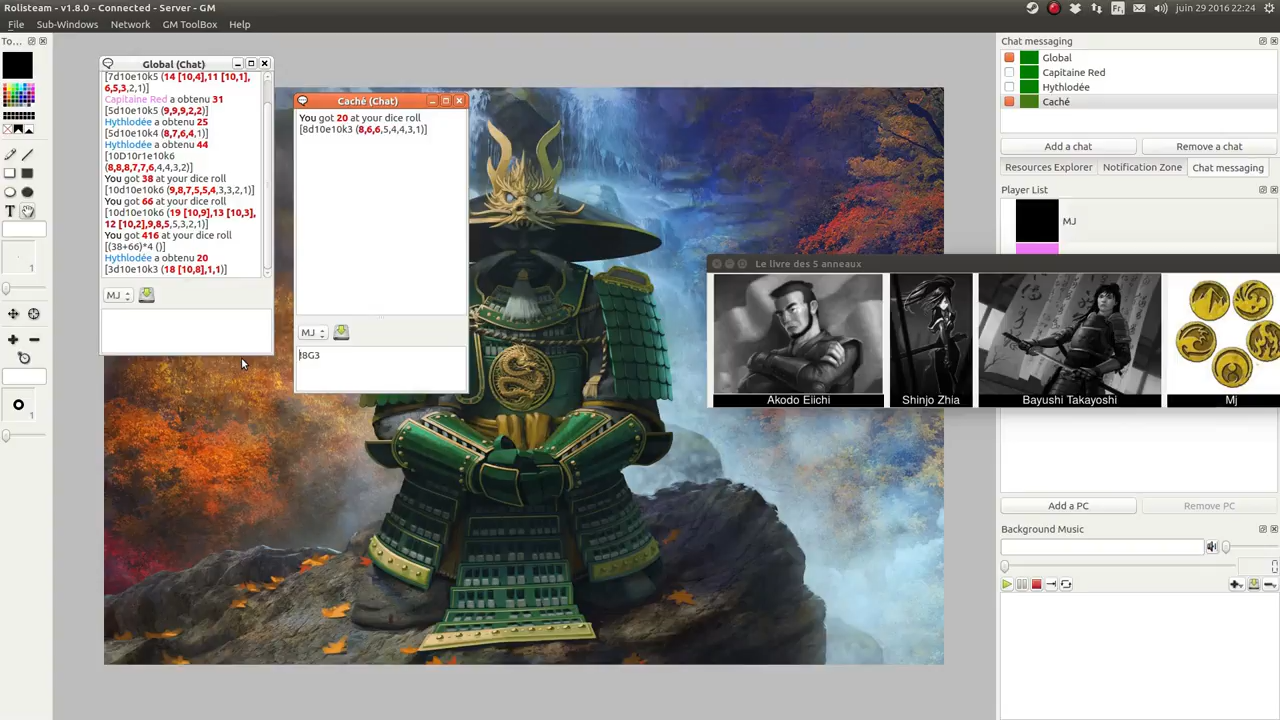 Rolisteam - v1.8.0 - Connected - Server - GM
Fr₁
juin 29 2016 22:24
File Sub-Windows Network GM ToolBox Help
To...
1
1
Global (Chat)
[7d10e10k5 (14 [10,4],11 [10,1],
6,5,3,2,1)]
Capitaine Red a obtenu 31
[5d10e10k5 (9,9,9,2,2)]
Hythlodée a obtenu 25
[5d10e10k4 (8,7,6,4,1)]
Hythlodée a obtenu 44
[10D10r1e10k6
(8,8,8,7,7,6,4,4,3,2)]
You got 38 at your dice roll
[10d10e10k6 (9,8,7,5,5,4,3,3,2,1)]
You got 66 at your dice roll
[10d10e10k6 (19 [10,9],13 [10,3],
12 [10,2],9,8,5,5,3,2,1)]
You got 416 at your dice roll
[(38+66)*4 ()]
Hythlodée a obtenu 20
[3d10e10k3 (18 [10,8],1,1)]
MJ
Caché (Chat)
You got 20 at your dice roll
[8d10e10k3 (8,6,6,5,4,4,3,1)]
MJ
!8G3
Le livre des 5 anneaux
Akodo Eiichi
Shinjo Zhia
Bayushi Takayoshi
Mj
Chat messaging
Global
Capitaine Red
Hythlodée
Caché
Add a chat
Remove a chat
Resources Explorer
Notification Zone
Chat messaging
Player List
MJ
Add a PC
Remove PC
Background Music
0